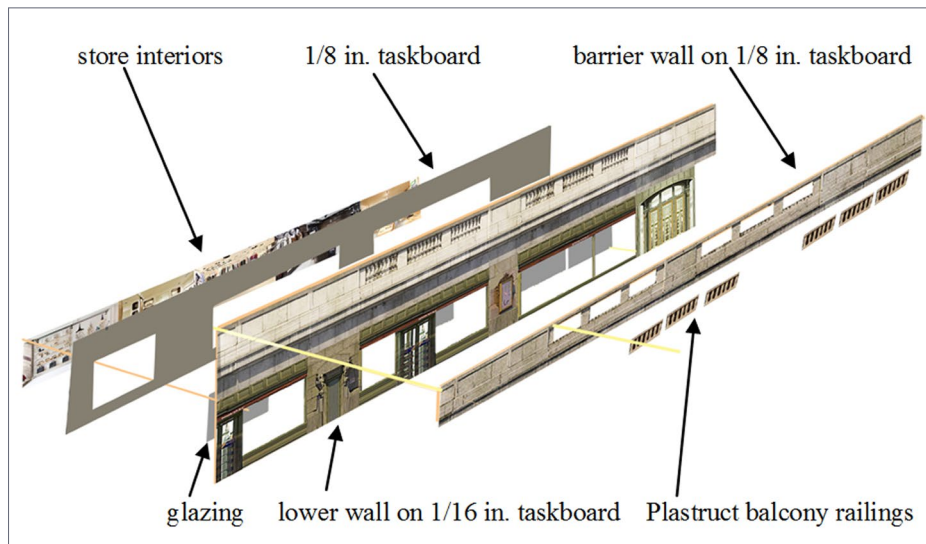 store interiors
1/8 in. taskboard
barrier wall on 1/8 in. taskboard
glazing
lower wall on 1/16 in. taskboard
Plastruct balcony railings